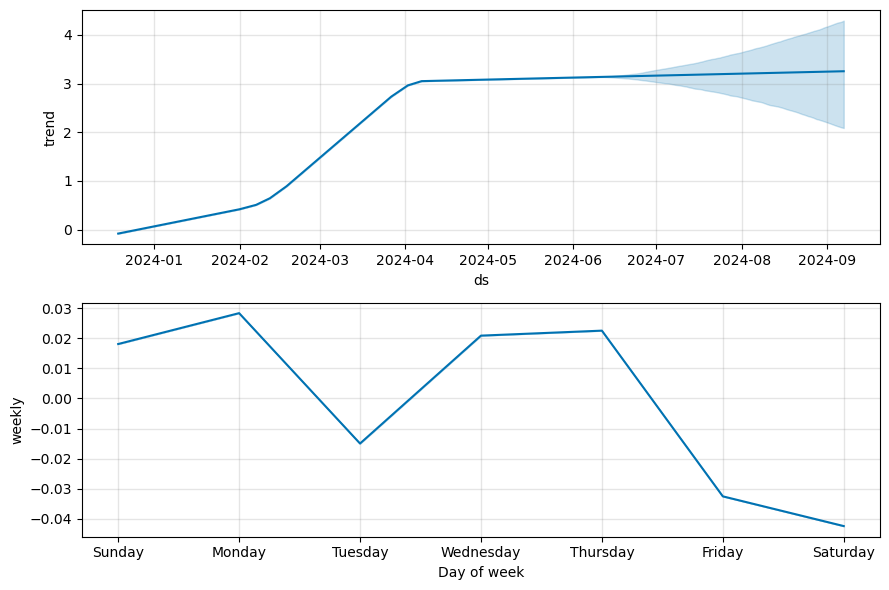 4
3
2
1
0
trend
2024-01 2024-02 2024-03 2024-04 2024-05 2024-06 2024-07 2024-08 2024-09
ds
0.03
0.02
0.01
0.00
−0.01
−0.02
−0.03
−0.04
weekly
Sunday Monday Tuesday Wednesday Thursday Friday Saturday
Day of week